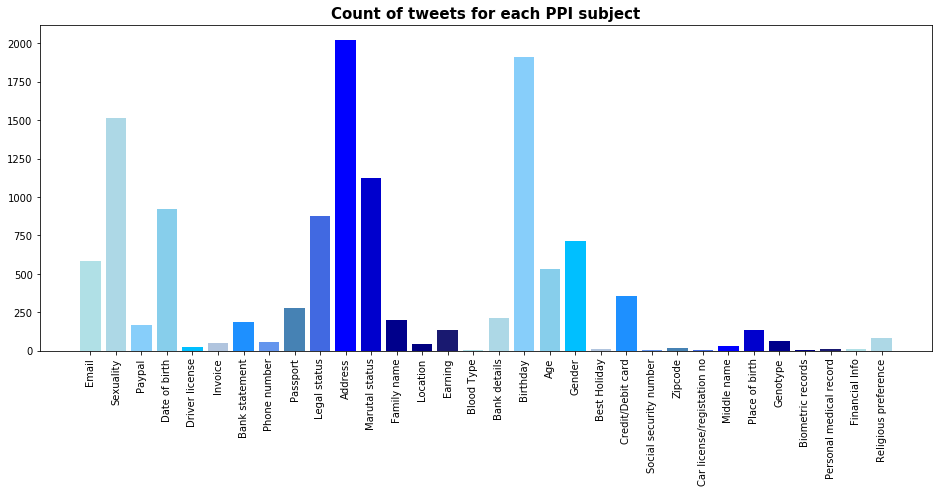 Count of tweets for each PPI subject
2000
1750
1500
1250
1000
750
500
250
0
Email
Sexuality
Paypal
Date of birth
Driver license
Invoice
Bank statement
Phone number
Passport
Legal status
Address
Marutal status
Family name
Location
Earning
Blood Type
Bank details
Birthday
Age
Gender
Best Holiday
Credit/Debit card
Social security number
Zipcode
Car license/registation no
Middle name
Place of birth
Genotype
Biometric records
Personal medical record
Financial Info
Religious preference